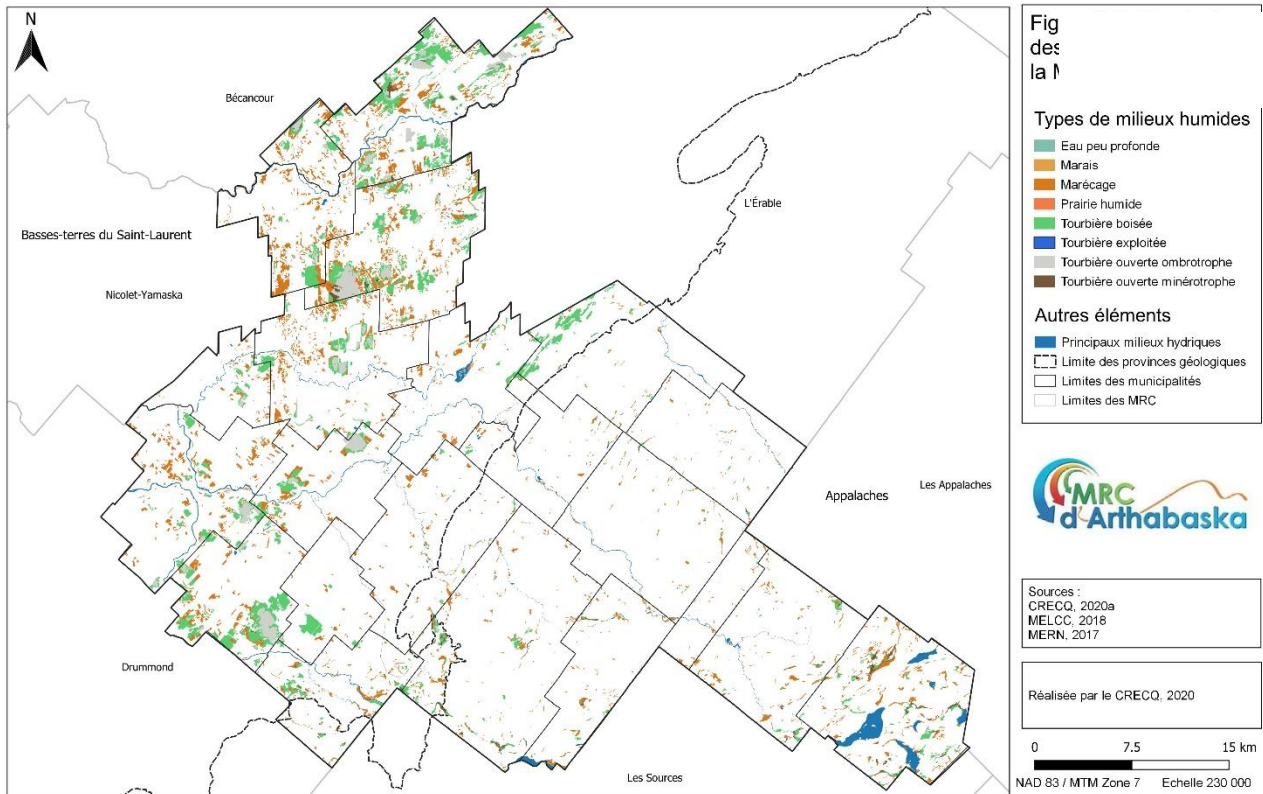 N
Bécancour
L'Érable
Basses-terres du Saint-Laurent
Nicolet-Yamaska
Appalaches
Les Appalaches
Drummond
Les Sources
Fig
la
Types de milieux humides
Eau peu profonde
Marais
Marécage
Prairie humide
Tourbière boisée
Tourbière exploitée
Tourbière ouverte ombrotrophe
Tourbière ouverte minérotrophe
Autres éléments
Principaux milieux hydriques
Limite des provinces géologiques
Limites des municipalités
Limites des MRC
MRC
d'Arthabaska
Sources :
CRECQ, 2020a
MELCC, 2018
MERN, 2017
Réalisée par le CRECQ, 2020
0 7.5 15 km
NAD 83 / MTM Zone 7 Echelle 230 000